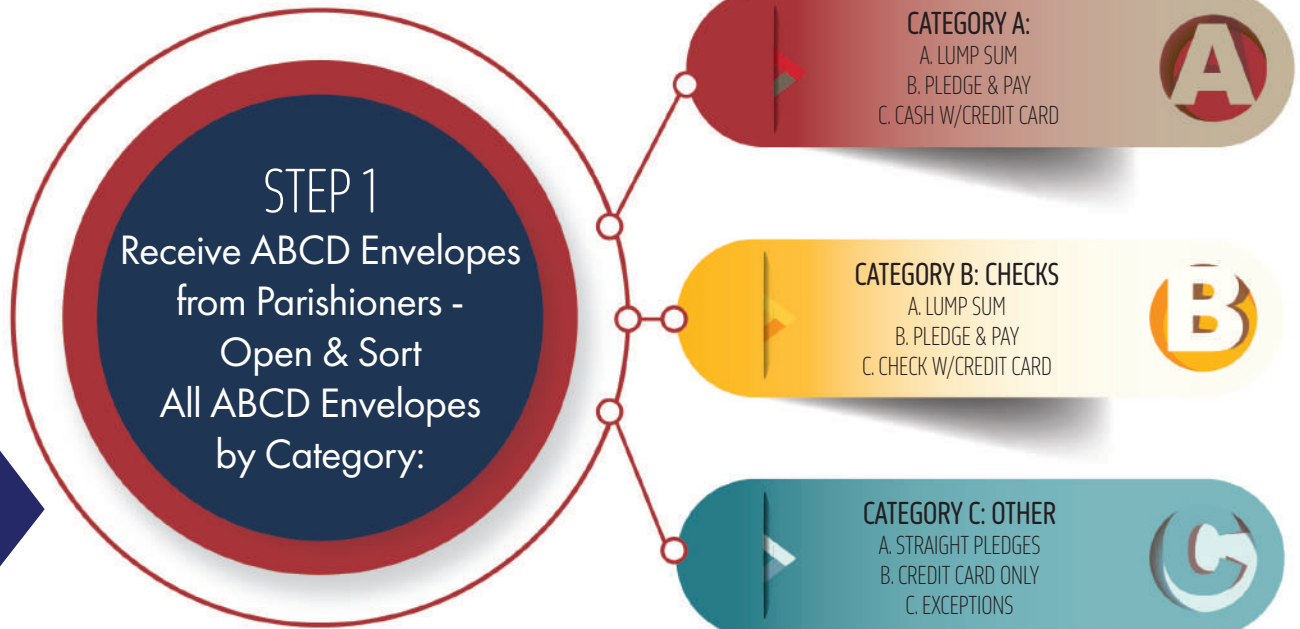 STEP 1
Receive ABCD Envelopes
from Parishioners -
Open & Sort
All ABCD Envelopes
by Category:
CATEGORY A:
A. LUMP SUM
B. PLEDGE & PAY
C. CASH W/CREDIT CARD
A
CATEGORY B: CHECKS
A. LUMP SUM
B. PLEDGE & PAY
C. CHECK W/CREDIT CARD
B
CATEGORY C: OTHER
A. STRAIGHT PLEDGES
B. CREDIT CARD ONLY
C. EXCEPTIONS
C